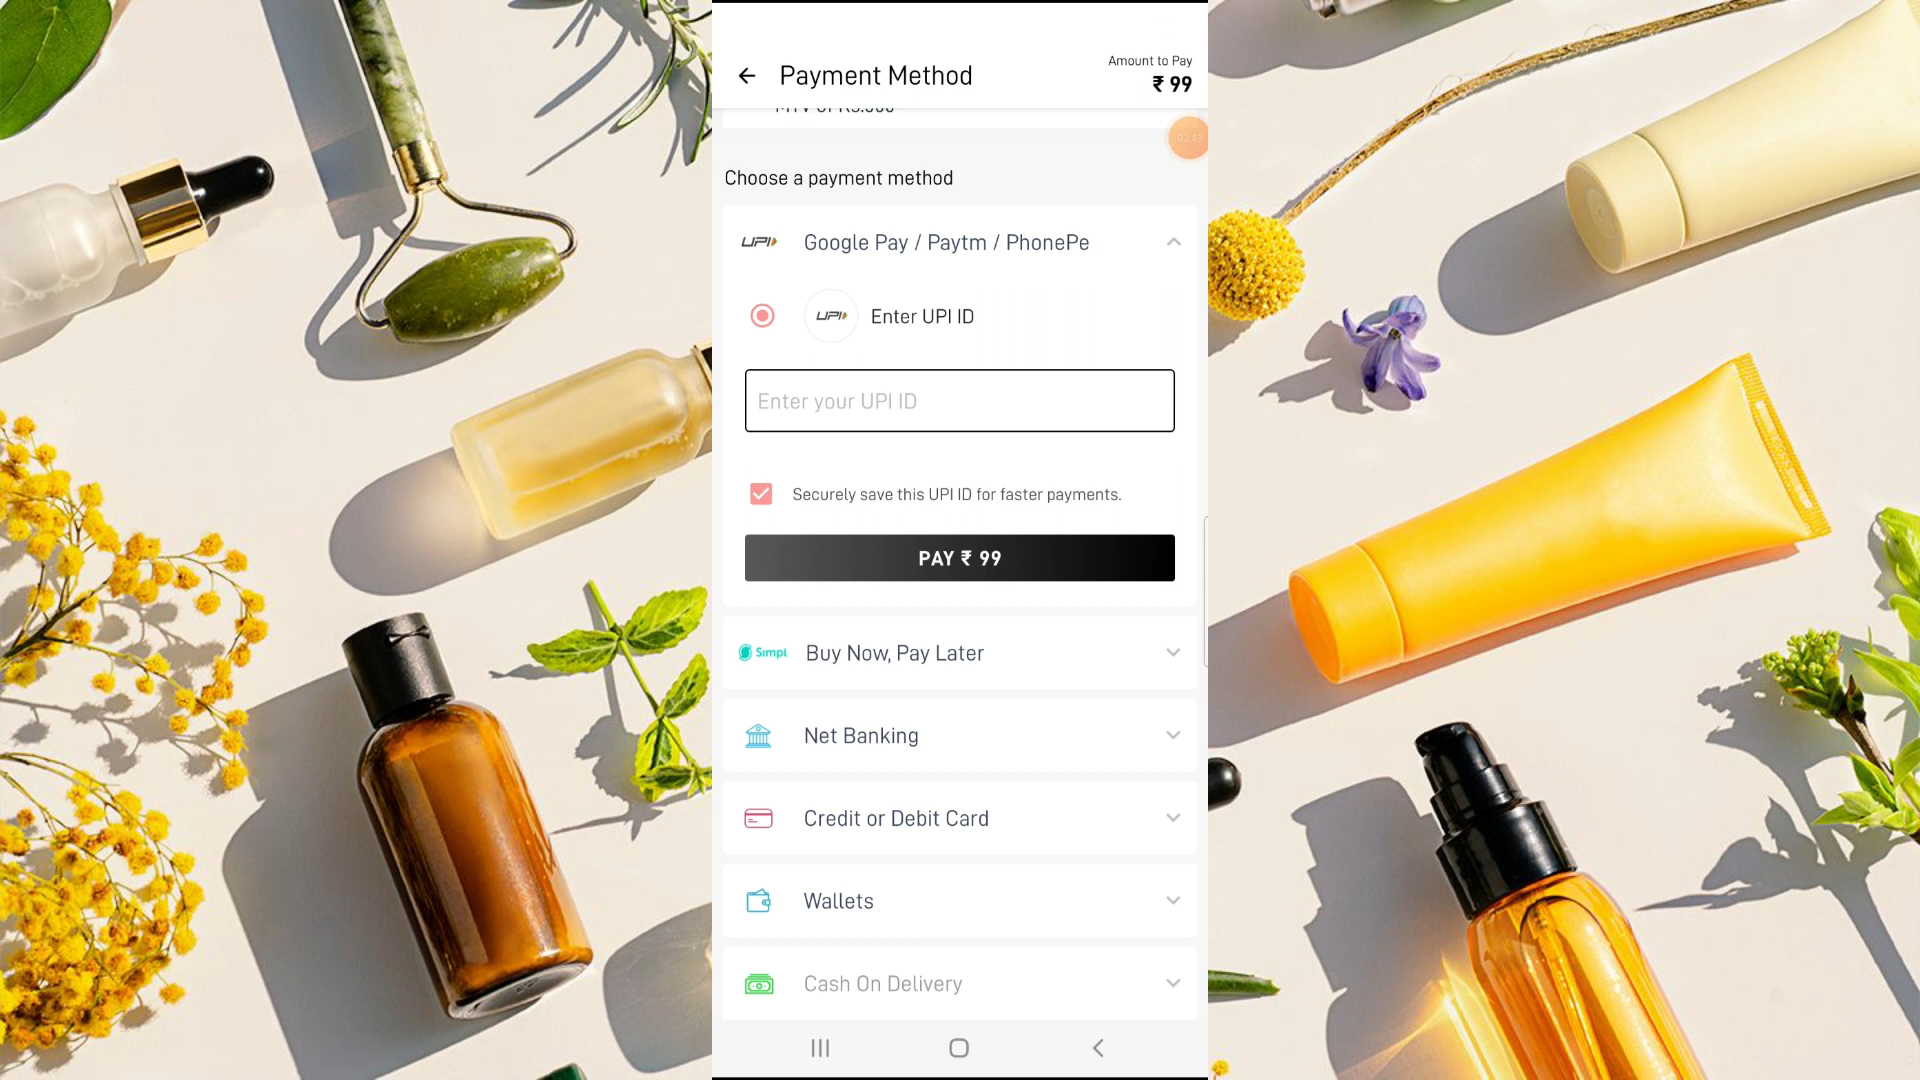 Payment Method
Amount to Pay
₹ 99
03:49
Choose a payment method
UPI
Google Pay / Paytm / PhonePe
UPI
Enter UPI ID
Enter your UPI ID
Securely save this UPI ID for faster payments.
PAY ₹ 99
Simpl
Buy Now, Pay Later
Net Banking
Credit or Debit Card
Wallets
Cash On Delivery